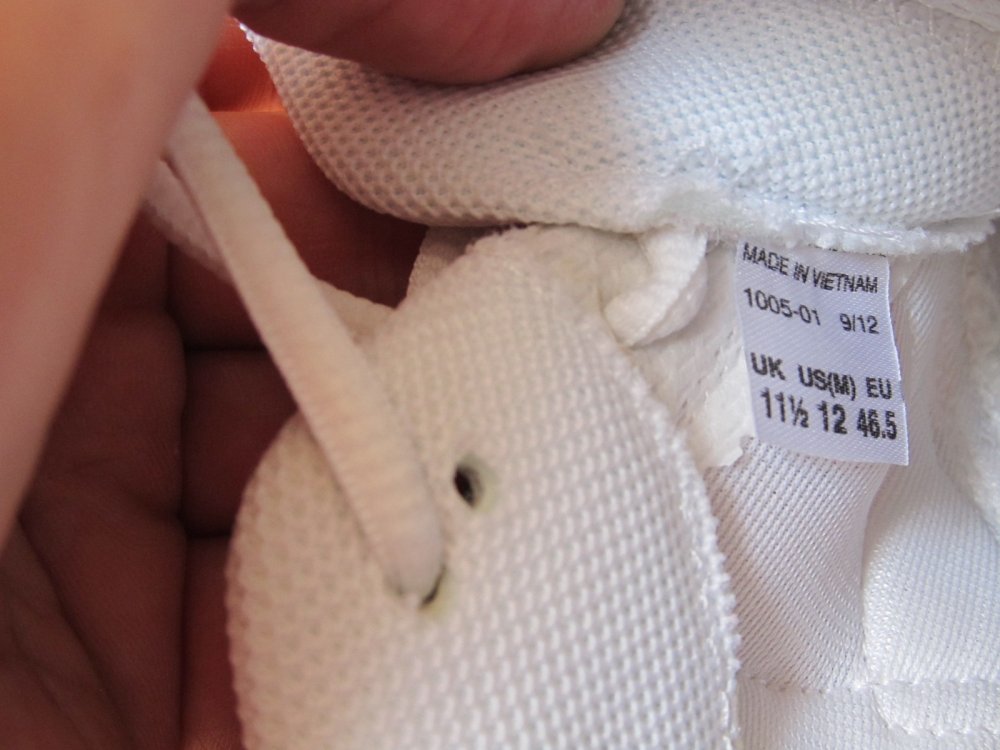 MADE IN VIETNAM
1005-01 9/12
UK US(M) EU
11½ 12 46.5